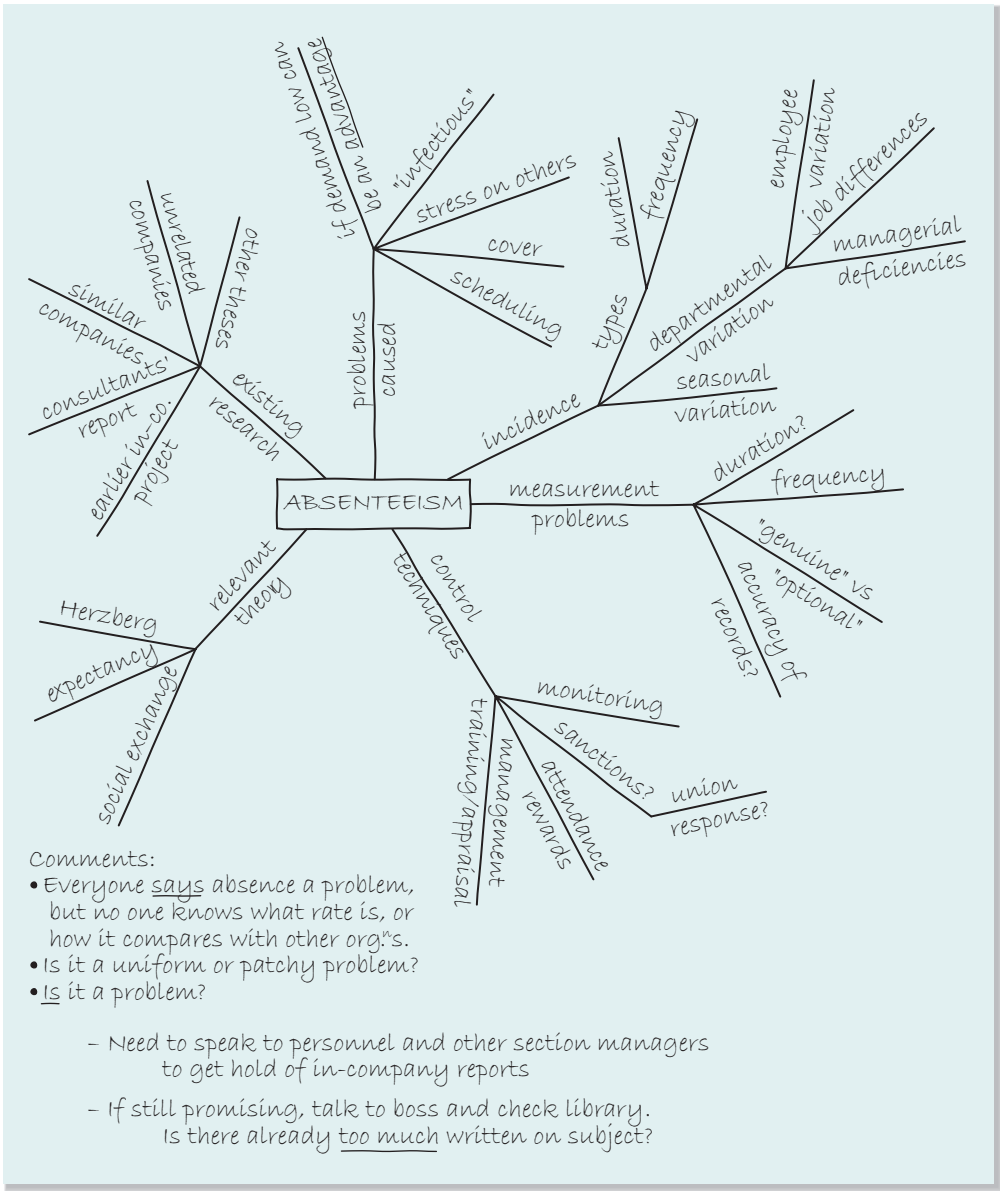 if demand low can
be an advantage
"infectious"
stress on others
cover
scheduling
problems
caused
duration
frequency
types
employee
variation
job differences
managerial
deficiencies
departmental
variation
seasonal
variation
incidence
unrelated
companies
other theses
similar
companies
consultants'
report
earlier in-co.
project
existing
research
ABSENTEEISM
measurement
problems
duration?
frequency
"genuine" vs
"optional"
accuracy of
records?
relevant
theory
Herzberg
expectancy
social exchange
control
techniques
monitoring
sanctions?
union
response?
attendance
rewards
management
training/appraisal
Comments:
• Everyone says absence a problem,
but no one knows what rate is, or
how it compares with other org.ⁿs.
• Is it a uniform or patchy problem?
• Is it a problem?
– Need to speak to personnel and other section managers
to get hold of in-company reports
– If still promising, talk to boss and check library.
Is there already too much written on subject?